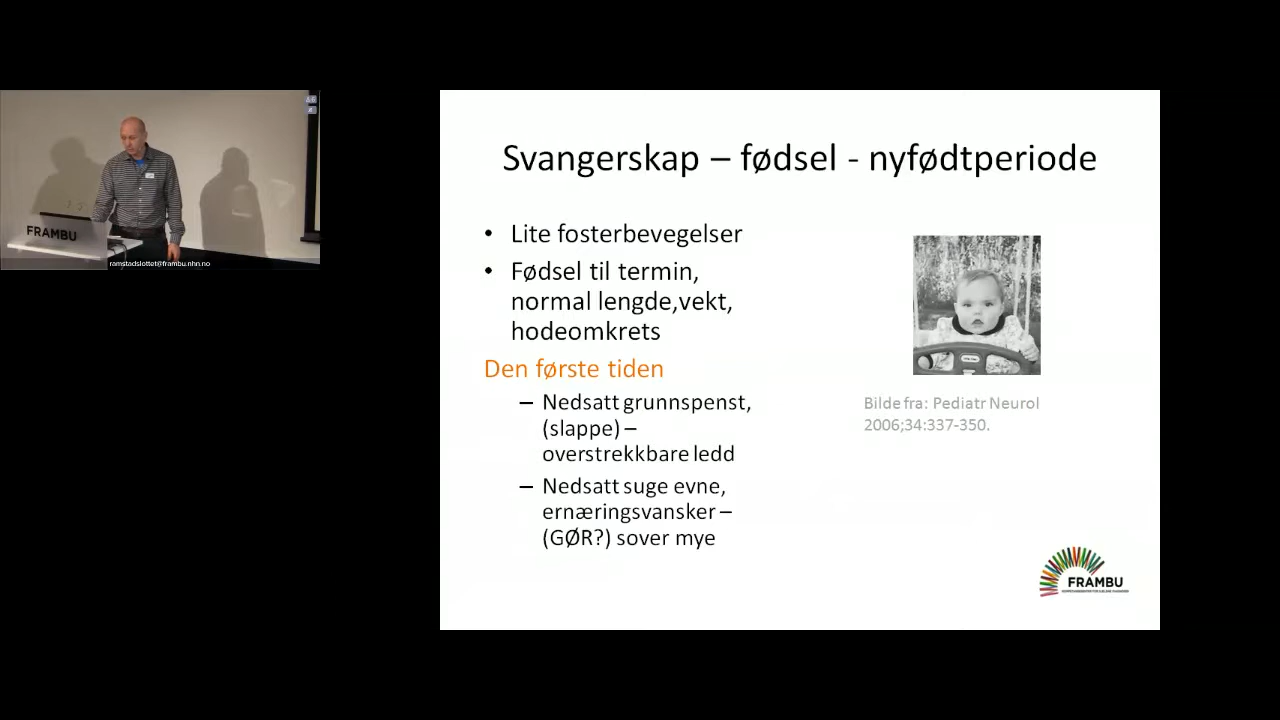 FRAMBU
ramstadslottet@frambu.nhn.no
Svangerskap – fødsel - nyfødtperiode
• Lite fosterbevegelser
• Fødsel til termin,
normal lengde,vekt,
hodeomkrets
Den første tiden
– Nedsatt grunnspenst,
(slappe) –
overstrekkbare ledd
– Nedsatt suge evne,
ernæringsvansker –
(GØR?) sover mye
Bilde fra: Pediatr Neurol
2006;34:337-350.
FRAMBU